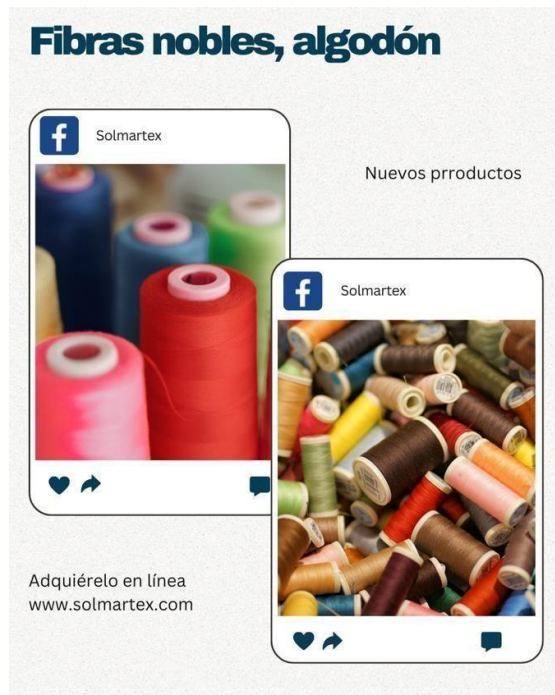 Fibras nobles, algodón
Solmartex
Nuevos prroductos
Solmartex
Adquiérelo en línea
www.solmartex.com